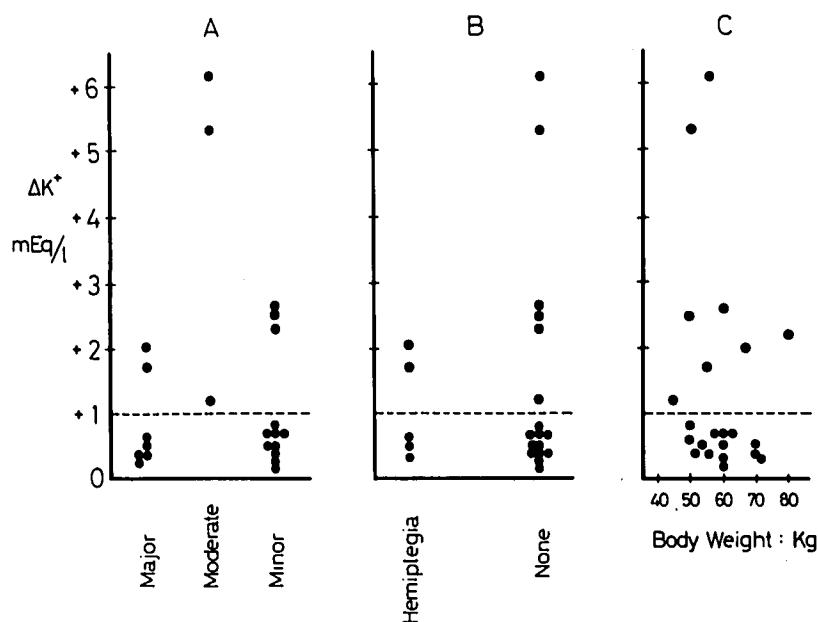 A
B
C
+6
+5
ΔK⁺
+4
mEq/l
+3
+2
+1
0
40 50 60 70 80
Body Weight : Kg
Major
Moderate
Minor
Hemiplegia
None